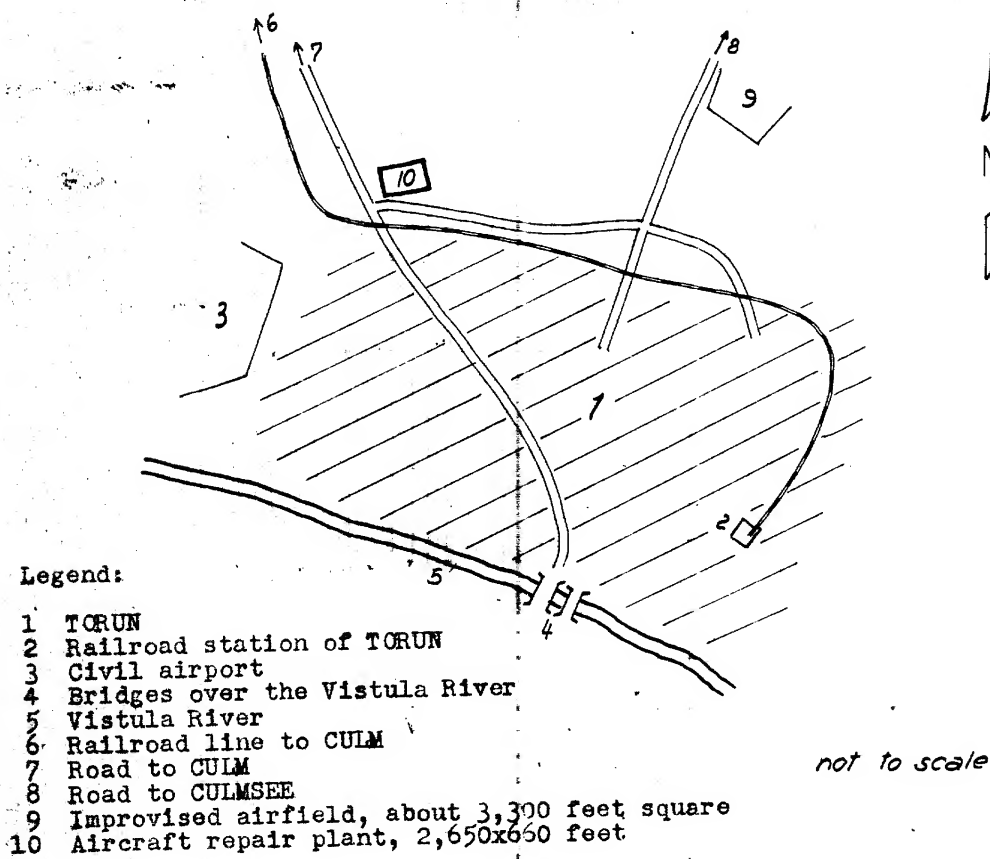 6
7
8
9
10
3
1
2
5
4
N
Legend:
1 TORUN
2 Railroad station of TORUN
3 Civil airport
4 Bridges over the Vistula River
5 Vistula River
6 Railroad line to CULM
7 Road to CULM
8 Road to CULMSEE
9 Improvised airfield, about 3,300 feet square
10 Aircraft repair plant, 2,650x660 feet
not to scale